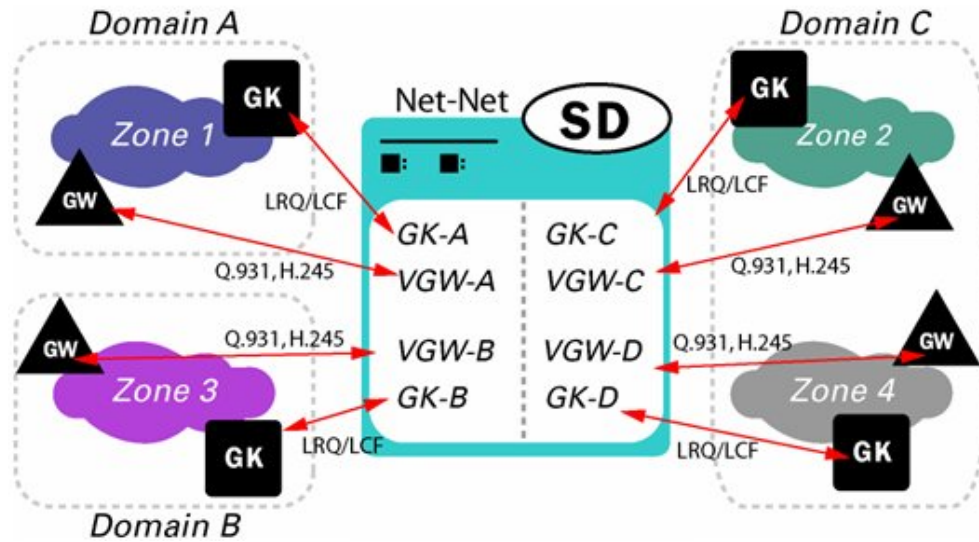 Domain A
Domain C
GK
Zone 1
GW
LRQ/LCF
Q.931, H.245
Net-Net
SD
GK
Zone 2
GW
LRQ/LCF
Q.931, H.245
GK-A
GK-C
VGW-A
VGW-C
VGW-B
VGW-D
GK-B
GK-D
GW
Q.931, H.245
Zone 3
GK
LRQ/LCF
Domain B
Q.931, H.245
GW
Zone 4
LRQ/LCF
GK